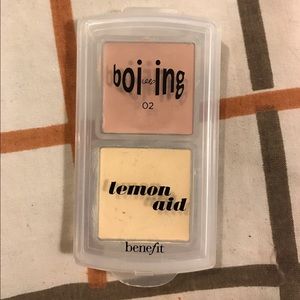 boi-ing
02
lemon
aid
benefit